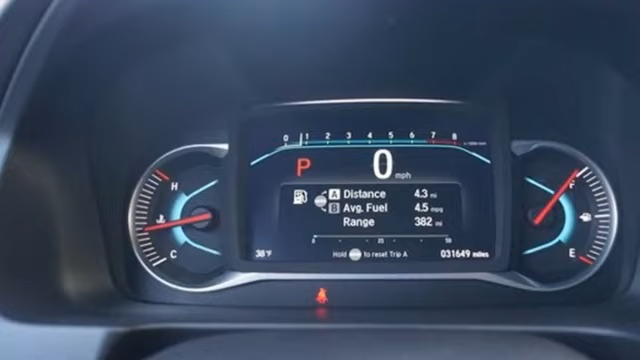 0 1 2 3 4 5 6 7 8
P 0 mph
H F
A Distance 4.3 mi
B Avg. Fuel 4.5 mpg
Range 382 mi
C E
0 25 50
38°F Hold to reset Trip A 031649 miles